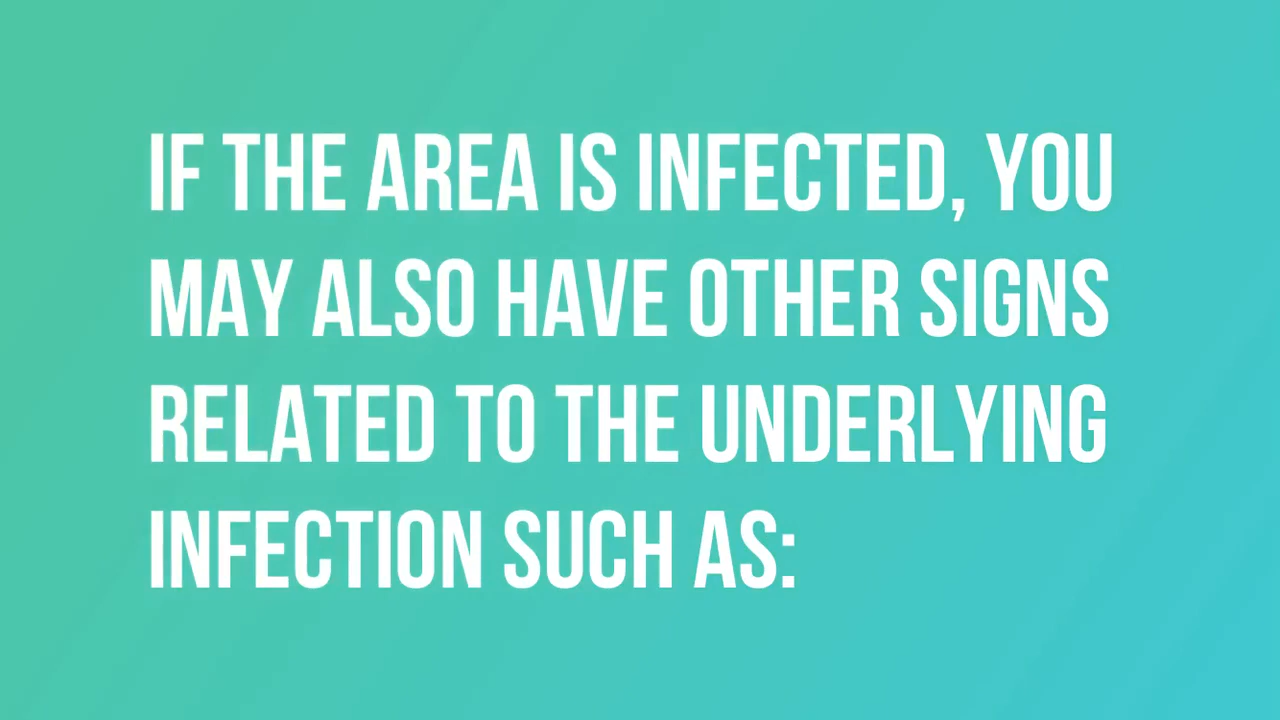 IF THE AREA IS INFECTED, YOU
MAY ALSO HAVE OTHER SIGNS
RELATED TO THE UNDERLYING
INFECTION SUCH AS: